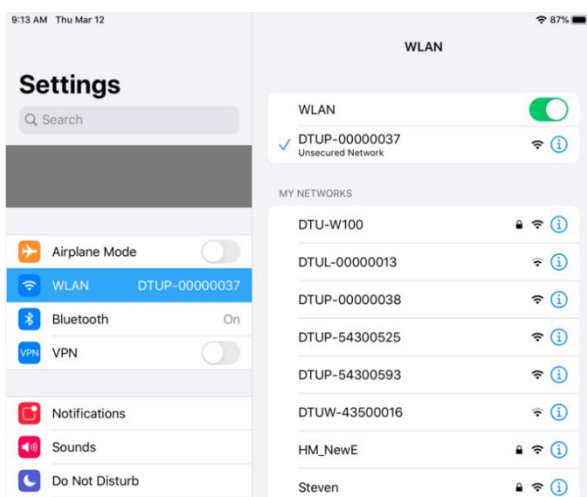 9:13 AM Thu Mar 12
87%
Settings
Search
Airplane Mode
WLAN DTUP-00000037
Bluetooth On
VPN VPN
Notifications
Sounds
Do Not Disturb
WLAN
WLAN
DTUP-00000037
Unsecured Network
MY NETWORKS
DTU-W100
DTUL-00000013
DTUP-00000038
DTUP-54300525
DTUP-54300593
DTUW-43500016
HM_NewE
Steven